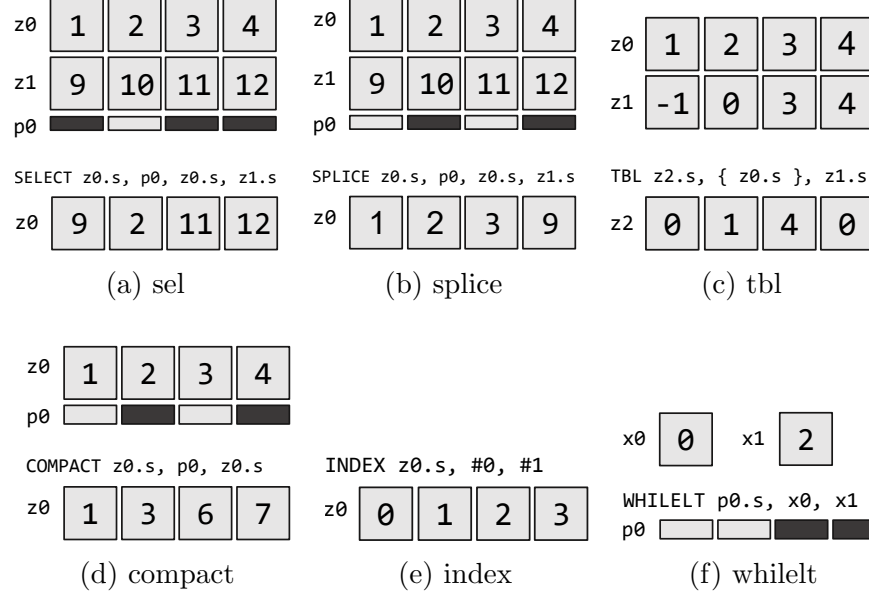 z0 1 2 3 4
z1 9 10 11 12
p0
SELECT z0.s, p0, z0.s, z1.s
z0 9 2 11 12
(a) sel
z0 1 2 3 4
z1 9 10 11 12
p0
SPLICE z0.s, p0, z0.s, z1.s
z0 1 2 3 9
(b) splice
z0 1 2 3 4
z1 -1 0 3 4
TBL z2.s, { z0.s }, z1.s
z2 0 1 4 0
(c) tbl
z0 1 2 3 4
p0
COMPACT z0.s, p0, z0.s
z0 1 3 6 7
(d) compact
INDEX z0.s, #0, #1
z0 0 1 2 3
(e) index
x0 0 x1 2
WHILELT p0.s, x0, x1
p0
(f) whilelt